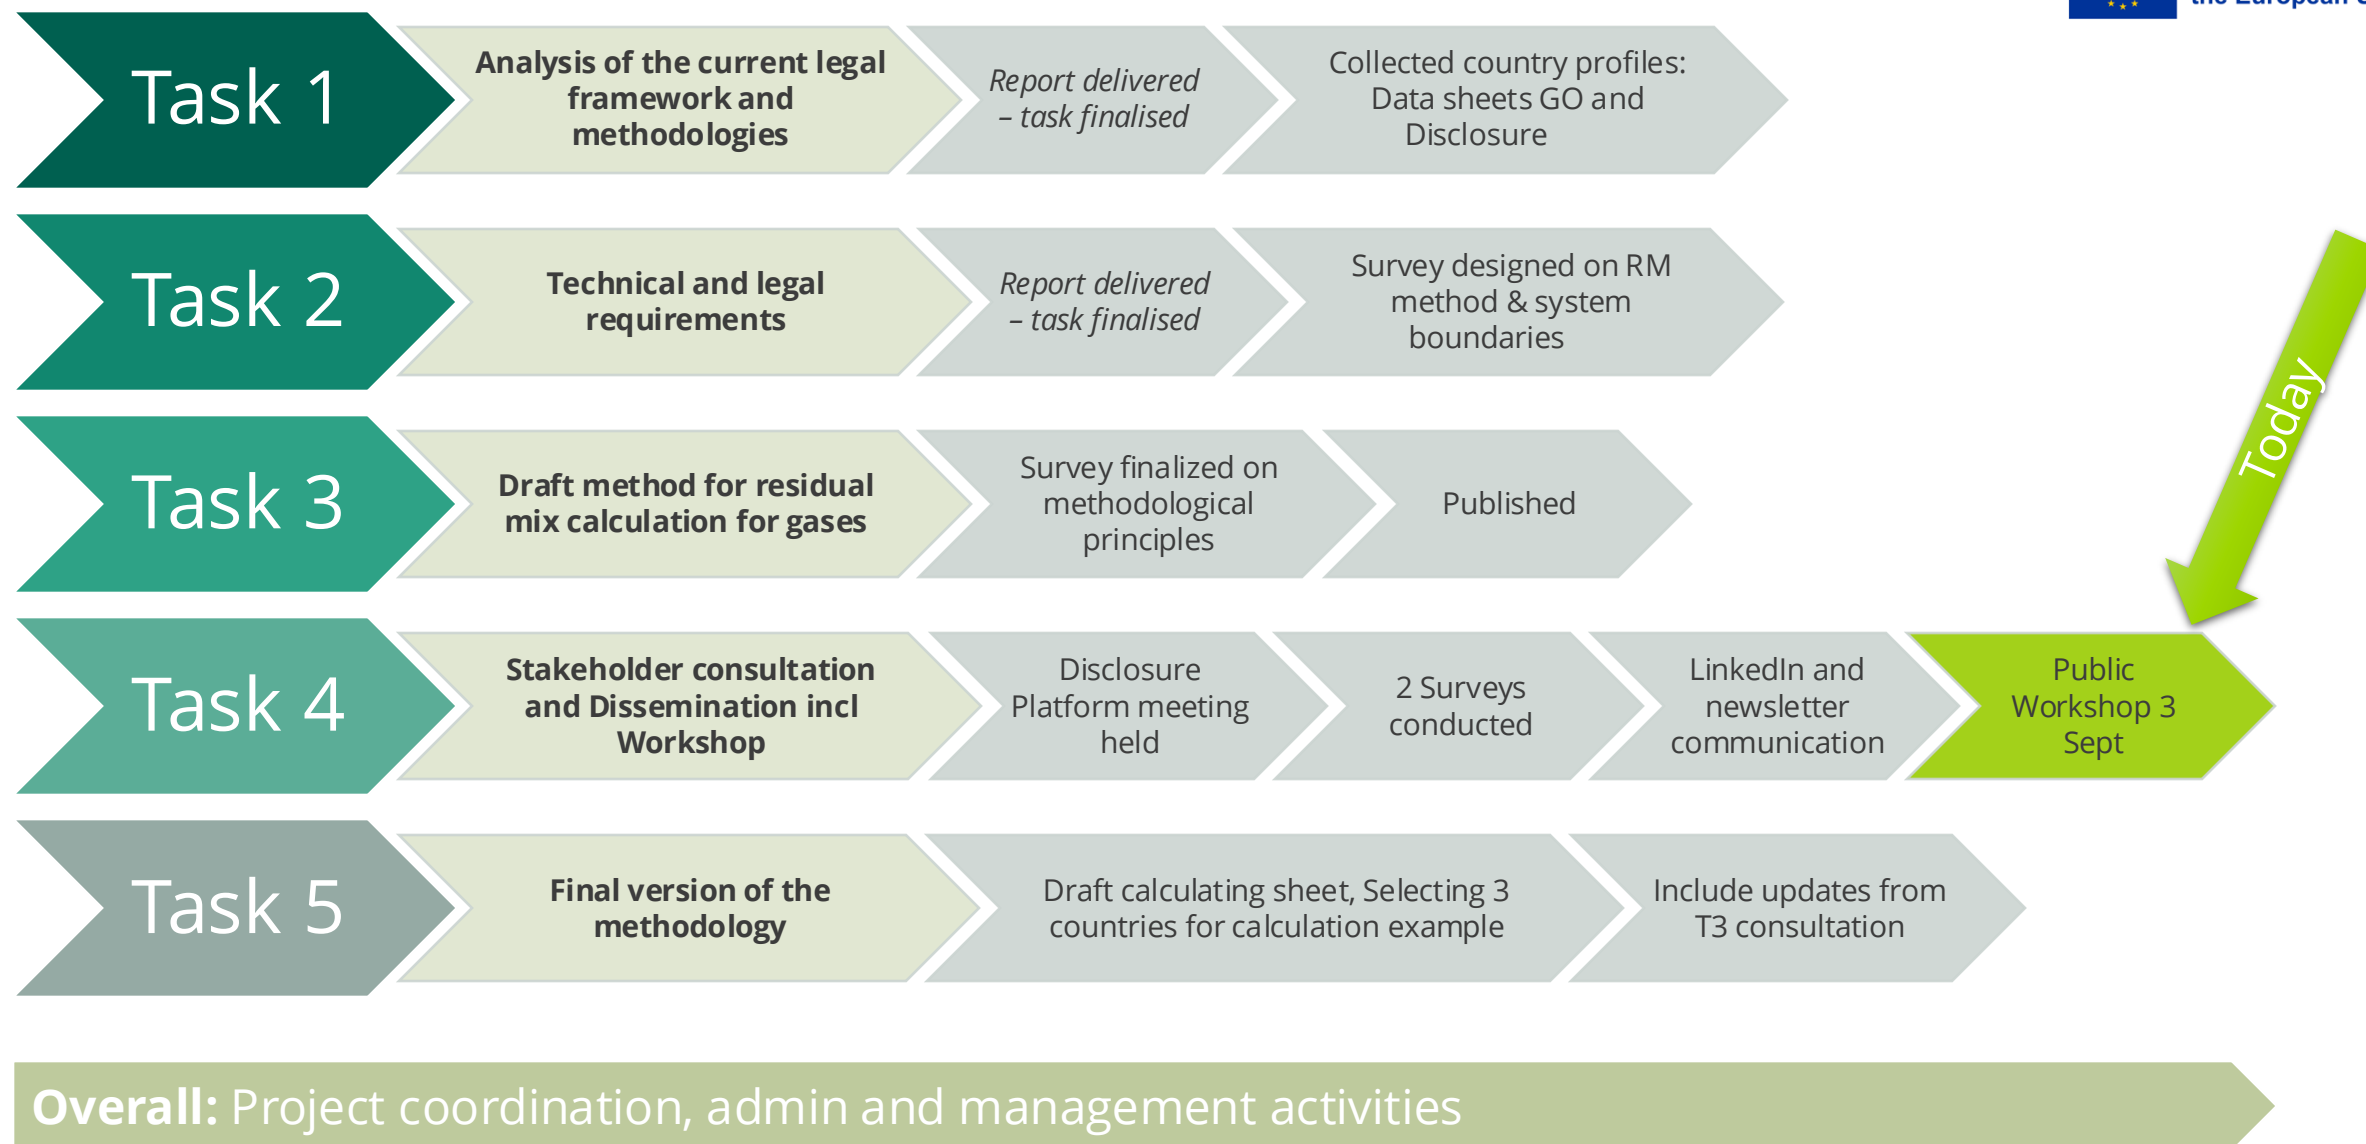 the European
Task 1
Analysis of the current legal
framework and
methodologies
Report delivered
– task finalised
Collected country profiles:
Data sheets GO and
Disclosure
Task 2
Technical and legal
requirements
Report delivered
– task finalised
Survey designed on RM
method & system
boundaries
Today
Task 3
Draft method for residual
mix calculation for gases
Survey finalized on
methodological
principles
Published
Task 4
Stakeholder consultation
and Dissemination incl
Workshop
Disclosure
Platform meeting
held
2 Surveys
conducted
LinkedIn and
newsletter
communication
Public
Workshop 3
Sept
Task 5
Final version of the
methodology
Draft calculating sheet, Selecting 3
countries for calculation example
Include updates from
T3 consultation
Overall: Project coordination, admin and management activities